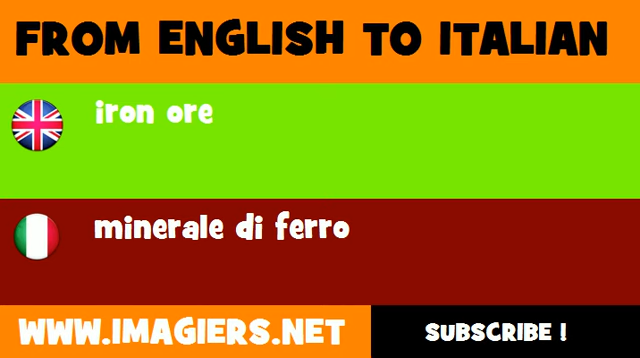 FROM ENGLISH TO ITALIAN
iron ore
minerale di ferro
WWW.IMAGIERS.NET
SUBSCRIBE !